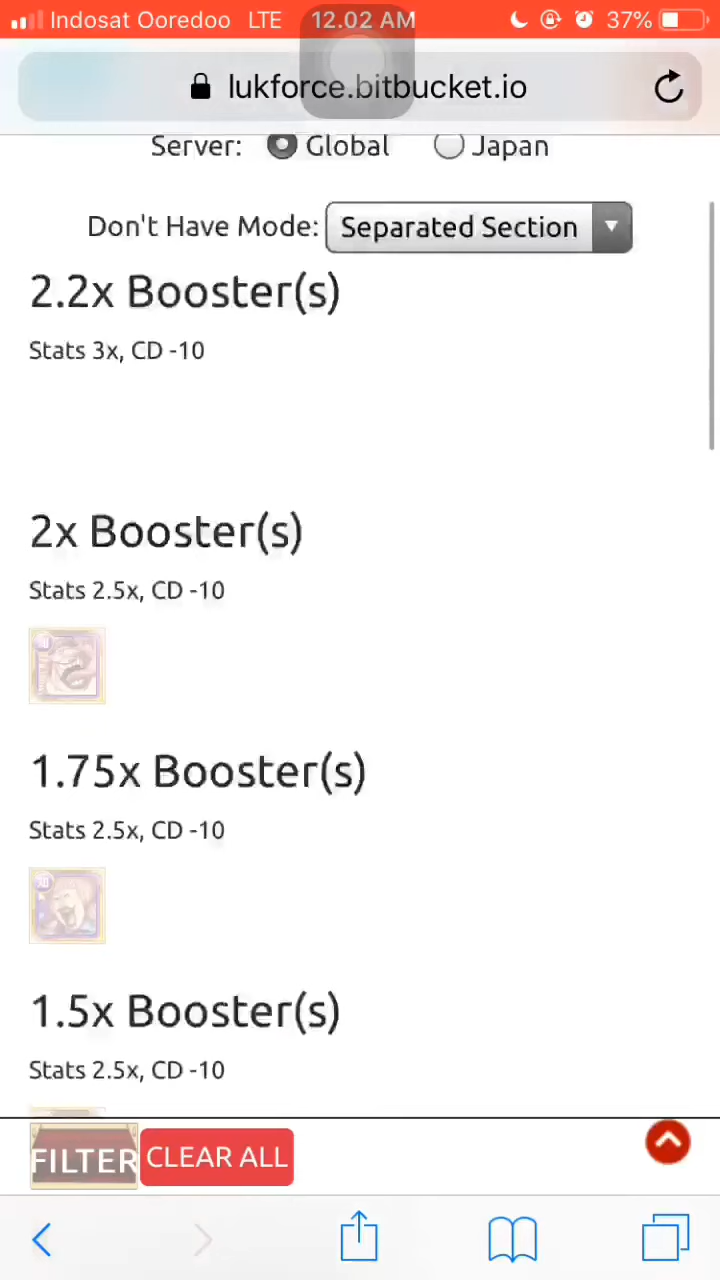 Indosat Ooredoo LTE 12.02 AM 37%
lukforce.bitbucket.io
Server: Global Japan
Don't Have Mode: Separated Section
2.2x Booster(s)
Stats 3x, CD -10
2x Booster(s)
Stats 2.5x, CD -10
1.75x Booster(s)
Stats 2.5x, CD -10
1.5x Booster(s)
Stats 2.5x, CD -10
FILTER CLEAR ALL